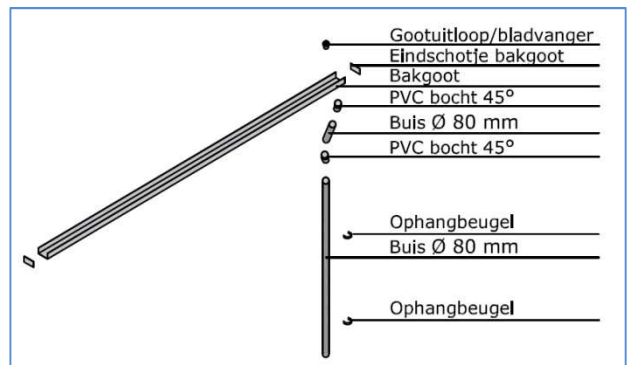 Gootuitloop/bladvanger
Eindschotje bakgoot
Bakgoot
PVC bocht 45°
Buis Ø 80 mm
PVC bocht 45°
Ophangbeugel
Buis Ø 80 mm
Ophangbeugel